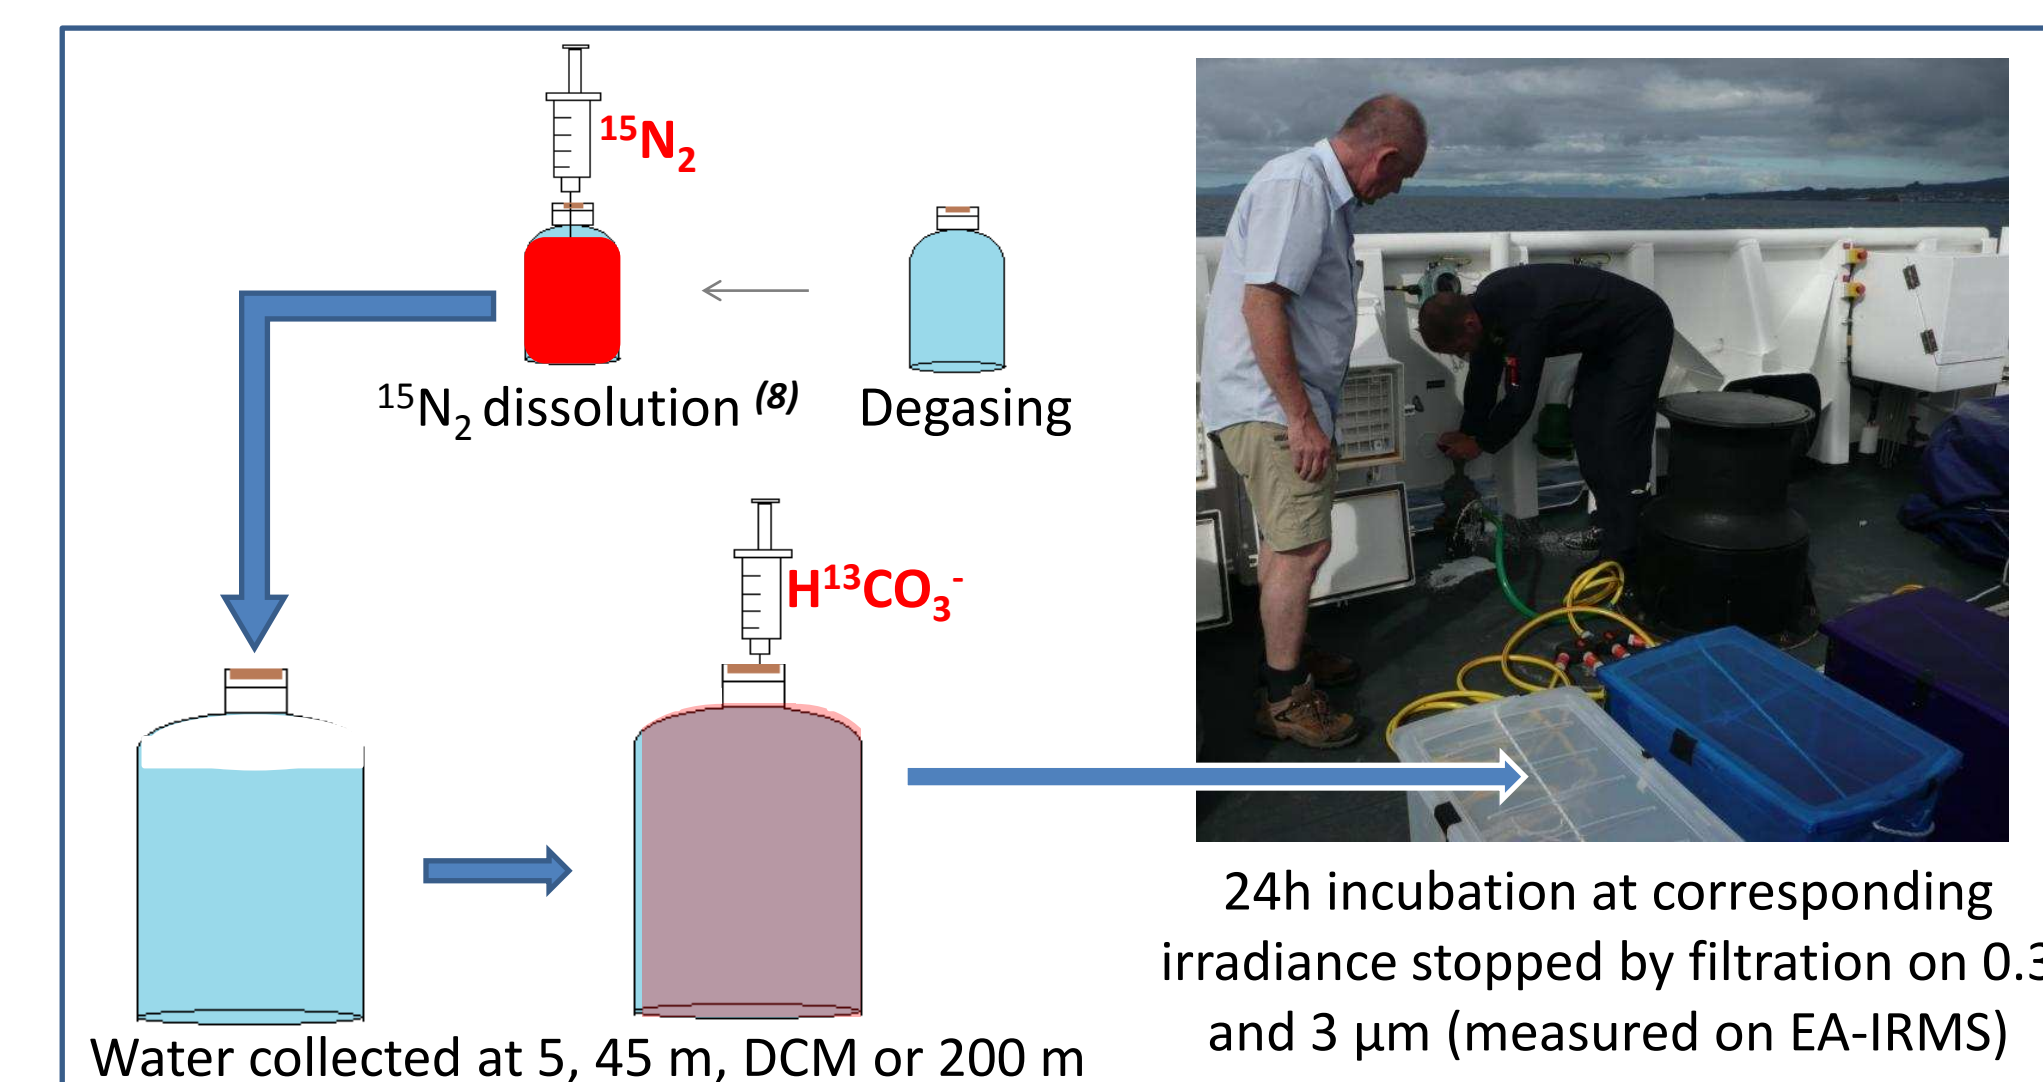 ¹⁵N₂
¹⁵N₂ dissolution (8)
Degasing
H¹³CO₃⁻
Water collected at 5, 45 m, DCM or 200 m
24h incubation at corresponding
irradiance stopped by filtration on 0.3
and 3 µm (measured on EA-IRMS)